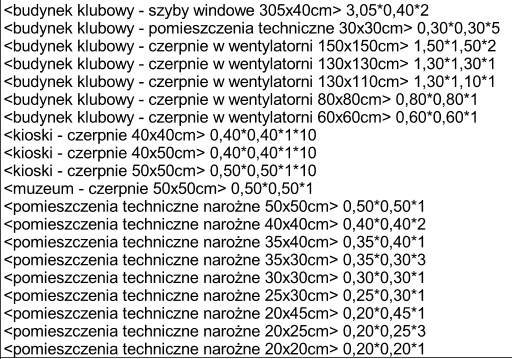 <budynek klubowy - szyby windowe 305x40cm> 3,05*0,40*2
<budynek klubowy - pomieszczenia techniczne 30x30cm> 0,30*0,30*5
<budynek klubowy - czerpnie w wentylatorni 150x150cm> 1,50*1,50*2
<budynek klubowy - czerpnie w wentylatorni 130x130cm> 1,30*1,30*1
<budynek klubowy - czerpnie w wentylatorni 130x110cm> 1,30*1,10*1
<budynek klubowy - czerpnie w wentylatorni 80x80cm> 0,80*0,80*1
<budynek klubowy - czerpnie w wentylatorni 60x60cm> 0,60*0,60*1
<kioski - czerpnie 40x40cm> 0,40*0,40*1*10
<kioski - czerpnie 40x50cm> 0,40*0,40*1*10
<kioski - czerpnie 50x50cm> 0,50*0,50*1*10
<muzeum - czerpnie 50x50cm> 0,50*0,50*1
<pomieszczenia techniczne narożne 50x50cm> 0,50*0,50*1
<pomieszczenia techniczne narożne 40x40cm> 0,40*0,40*2
<pomieszczenia techniczne narożne 35x40cm> 0,35*0,40*1
<pomieszczenia techniczne narożne 35x30cm> 0,35*0,30*3
<pomieszczenia techniczne narożne 30x30cm> 0,30*0,30*1
<pomieszczenia techniczne narożne 25x30cm> 0,25*0,30*1
<pomieszczenia techniczne narożne 20x45cm> 0,20*0,45*1
<pomieszczenia techniczne narożne 20x25cm> 0,20*0,25*3
<pomieszczenia techniczne narożne 20x20cm> 0,20*0,20*1